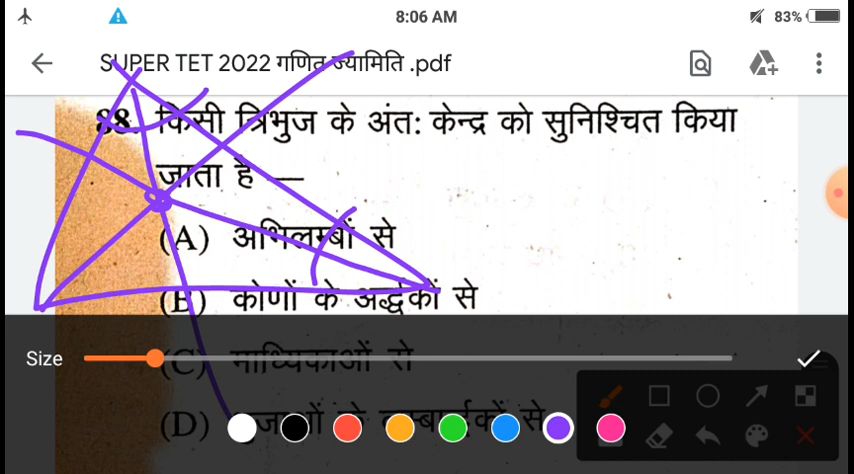 8:06 AM
83%
SUPER TET 2022 गणित ज्यामिति .pdf
88. किसी त्रिभुज के अंत: केन्द्र को सुनिश्चित किया
जाता है —
(A) अभिलम्बों से
(B) कोणों के अर्द्धकों से
Size
(C) माध्यिकाओं से
(D) से